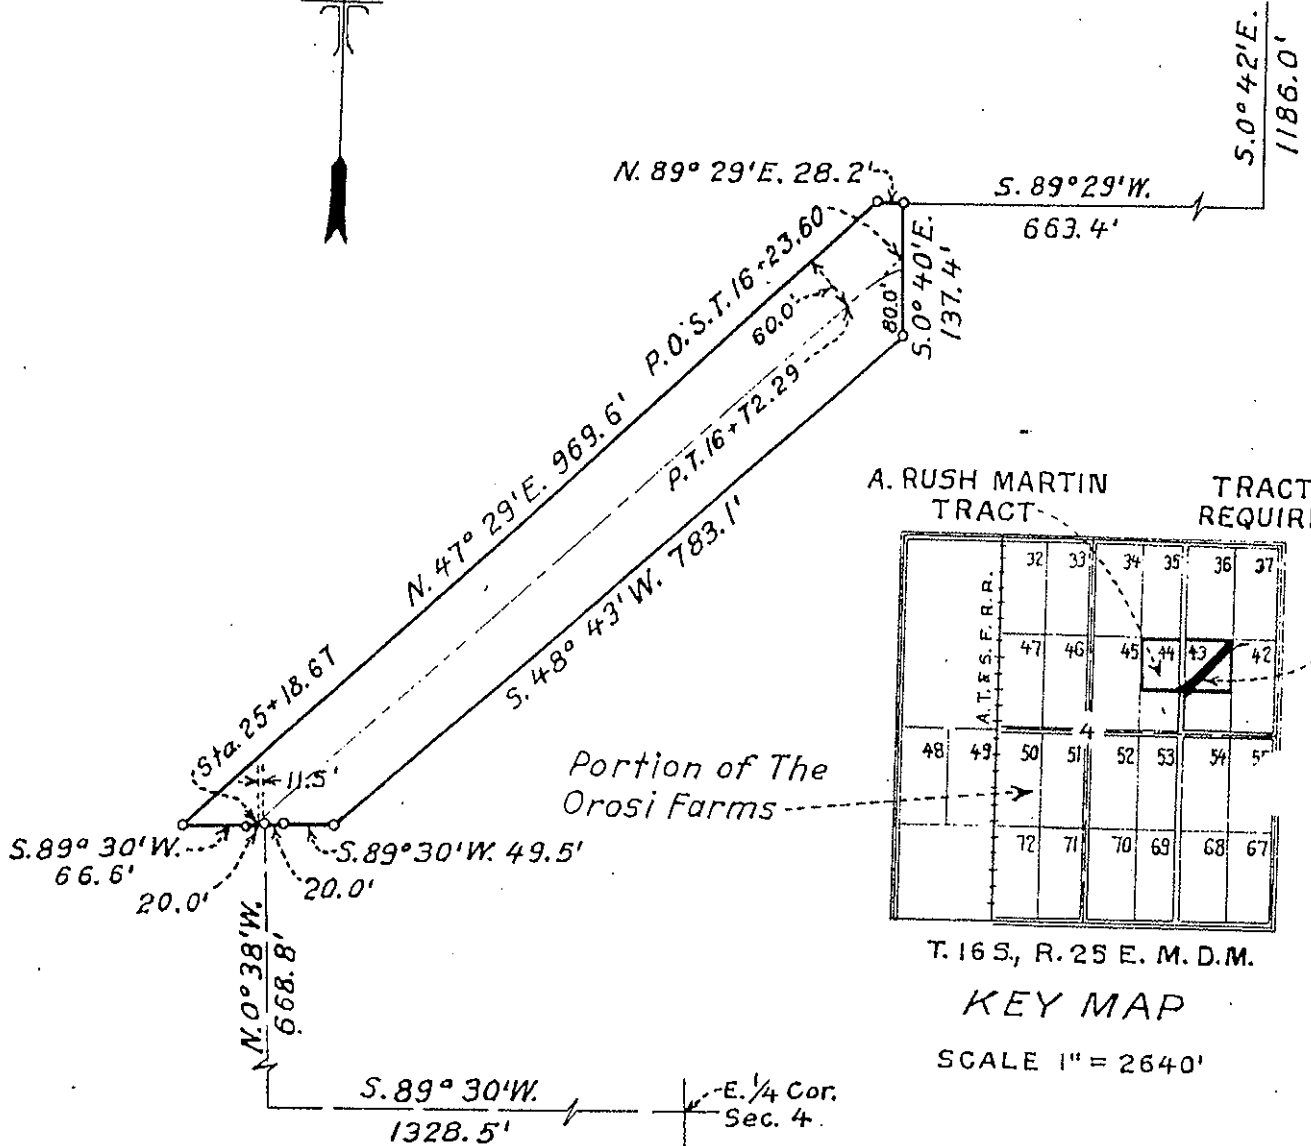 S.0° 42'E.
1186.0'
N. 89° 29'E. 28.2'
S. 89° 29'W.
663.4'
P.O.S.T. 16+23.60
60.0'
80.0'
S.0° 40'E.
137.4'
N. 47° 29'E. 969.6'
P.T. 16+72.29
S. 48° 43' W. 783.1'
Sta. 25+18.67
11.5'
S.89° 30'W.
66.6'
20.0'
20.0'
S.89° 30'W. 49.5'
N.0° 38'W.
668.8'
S.89° 30'W.
1328.5'
E. 1/4 Cor.
Sec. 4
A. RUSH MARTIN
TRACT
TRACT
Portion of The
Orosi Farms
A.T.& S.F. R.R.
32 33 34 35 36 37
47 46 45 44 43 42
4
48 49 50 51 52 53 54
72 71 70 69 68 67
T. 16 S., R. 25 E. M. D. M.
KEY MAP
SCALE 1" = 2640'